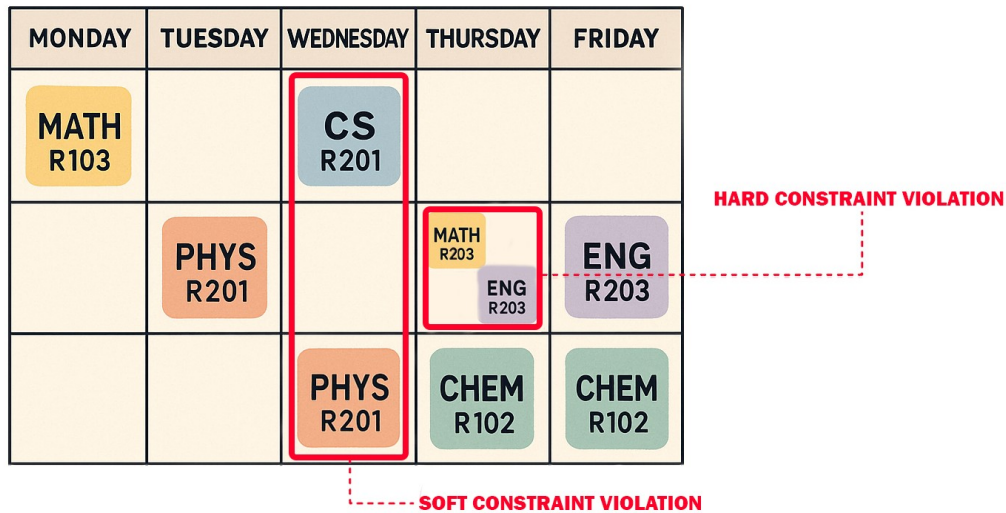 MONDAY
TUESDAY
WEDNESDAY
THURSDAY
FRIDAY
MATH
R103
CS
R201
HARD CONSTRAINT VIOLATION
PHYS
R201
MATH
R203
ENG
R203
ENG
R203
PHYS
R201
CHEM
R102
CHEM
R102
SOFT CONSTRAINT VIOLATION